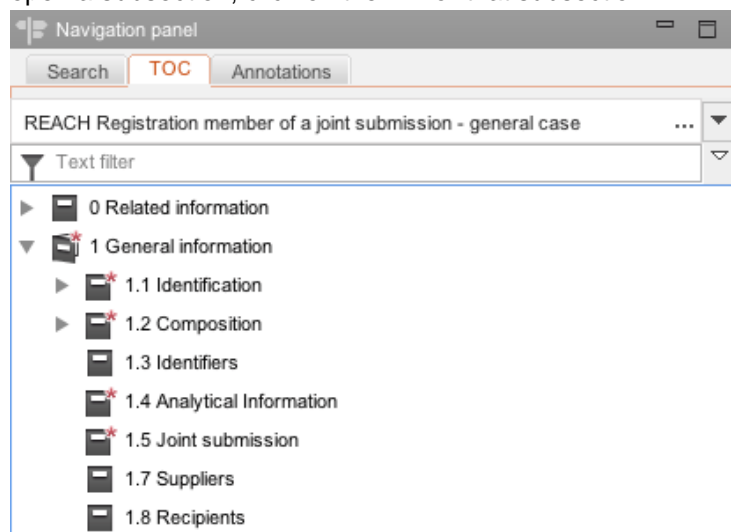 Navigation panel
Search TOC Annotations
REACH Registration member of a joint submission - general case ...
Text filter
0 Related information
1 General information
1.1 Identification
1.2 Composition
1.3 Identifiers
1.4 Analytical Information
1.5 Joint submission
1.7 Suppliers
1.8 Recipients